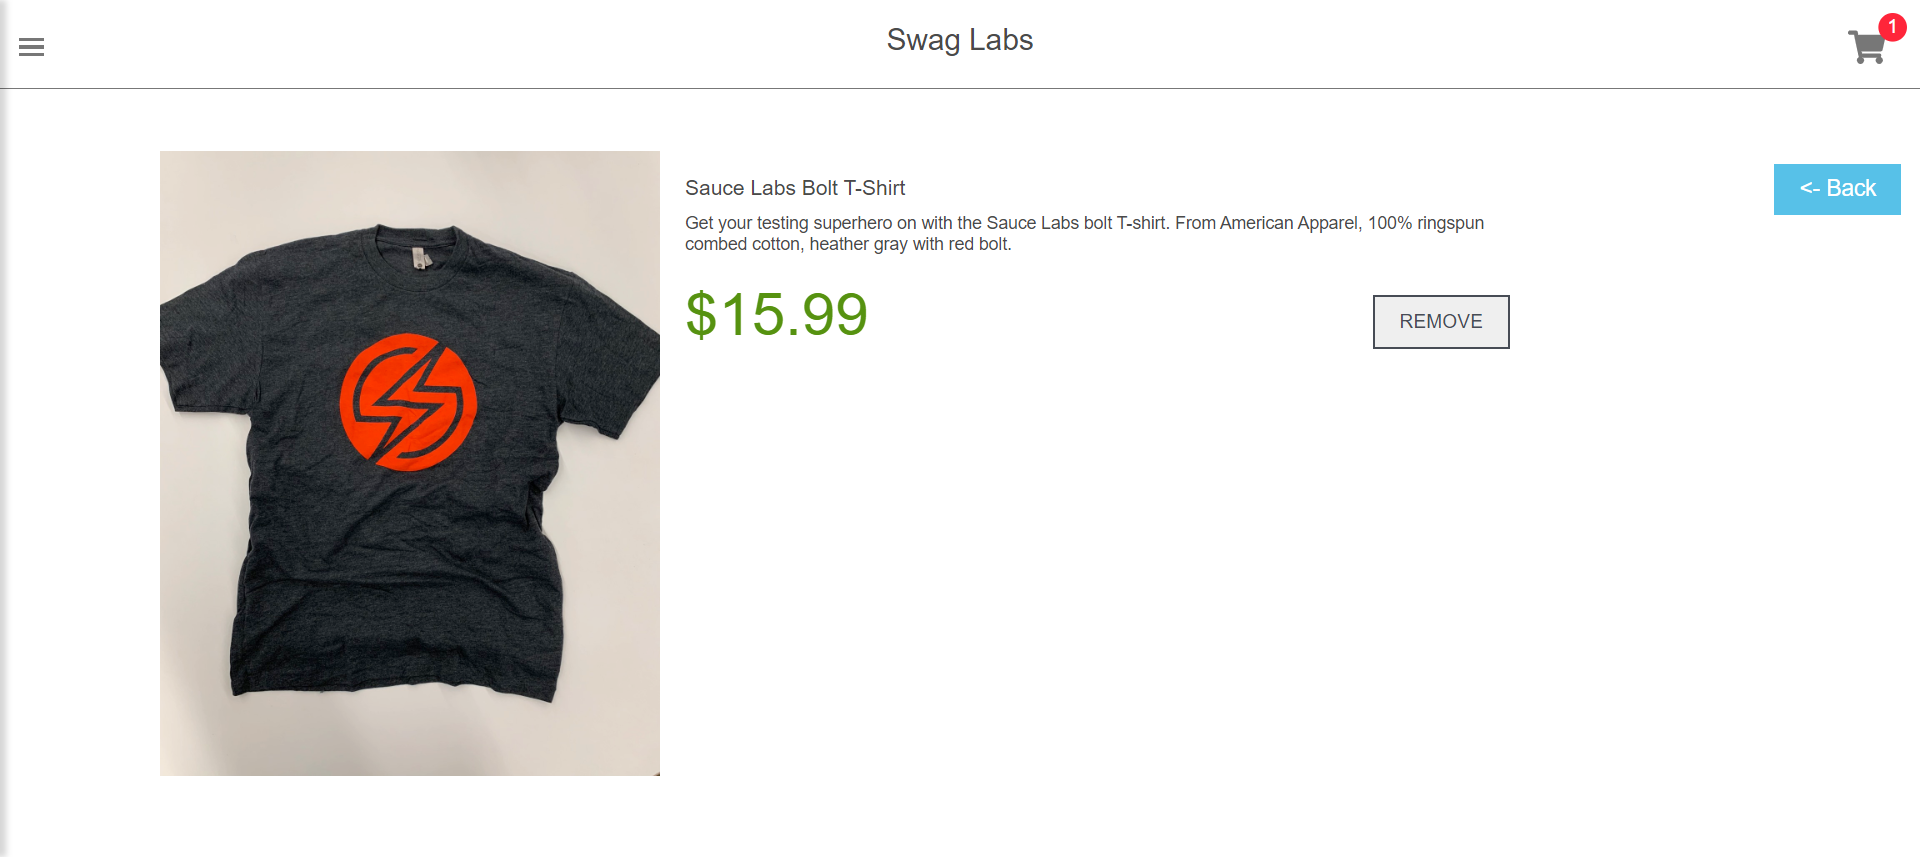 Swag Labs
1
Sauce Labs Bolt T-Shirt
<- Back
Get your testing superhero on with the Sauce Labs bolt T-shirt. From American Apparel, 100% ringspun
combed cotton, heather gray with red bolt.
$15.99
REMOVE